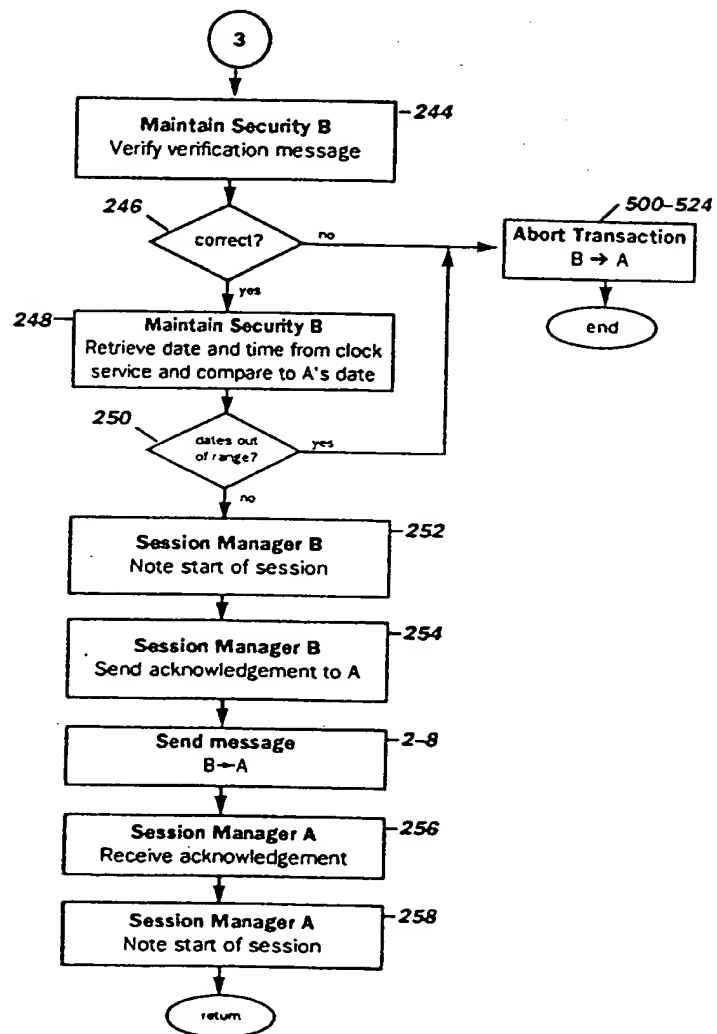 3
Maintain Security B
Verify verification message
244
246
correct?
no
yes
500-524
Abort Transaction
B → A
end
248
Maintain Security B
Retrieve date and time from clock
service and compare to A's date
250
dates out
of range?
yes
no
Session Manager B
Note start of session
252
Session Manager B
Send acknowledgement to A
254
Send message
B→A
2-8
Session Manager A
Receive acknowledgement
256
Session Manager A
Note start of session
258
return